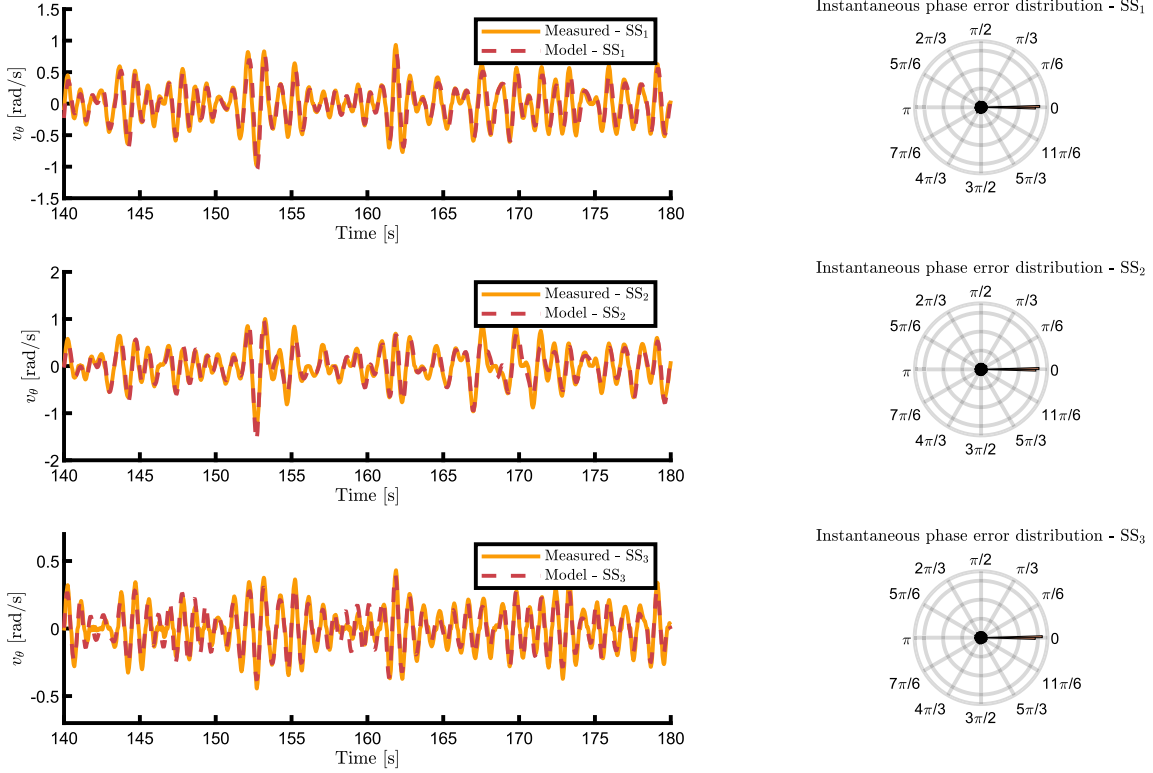 Instantaneous phase error distribution - SS₁
1.5
1
0.5
0
-0.5
-1
-1.5
v_θ [rad/s]
Measured - SS₁
Model - SS₁
140 145 150 155 160 165 170 175 180
Time [s]
π/2
2π/3 π/3
5π/6 π/6
π 0
7π/6 11π/6
4π/3 5π/3
3π/2
Instantaneous phase error distribution - SS₂
2
1
0
-1
-2
v_θ [rad/s]
Measured - SS₂
Model - SS₂
140 145 150 155 160 165 170 175 180
Time [s]
π/2
2π/3 π/3
5π/6 π/6
π 0
7π/6 11π/6
4π/3 5π/3
3π/2
Instantaneous phase error distribution - SS₃
0.5
0
-0.5
v_θ [rad/s]
Measured - SS₃
Model - SS₃
140 145 150 155 160 165 170 175 180
Time [s]
π/2
2π/3 π/3
5π/6 π/6
π 0
7π/6 11π/6
4π/3 5π/3
3π/2